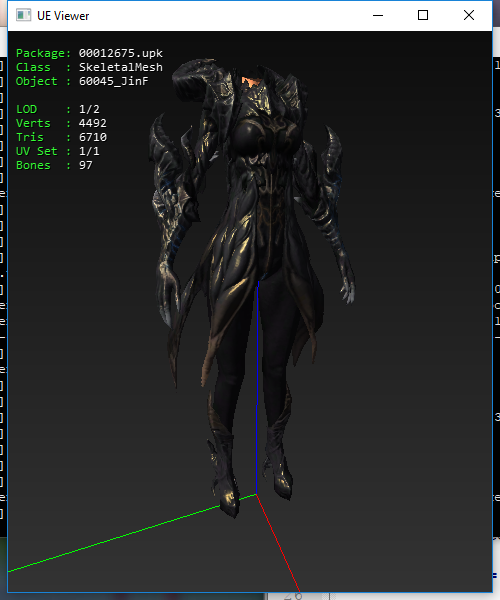 UE Viewer
Package: 00012675.upk
Class : SkeletalMesh
Object : 60045_JinF
LOD : 1/2
Verts : 4492
Tris : 6710
UV Set : 1/1
Bones : 97